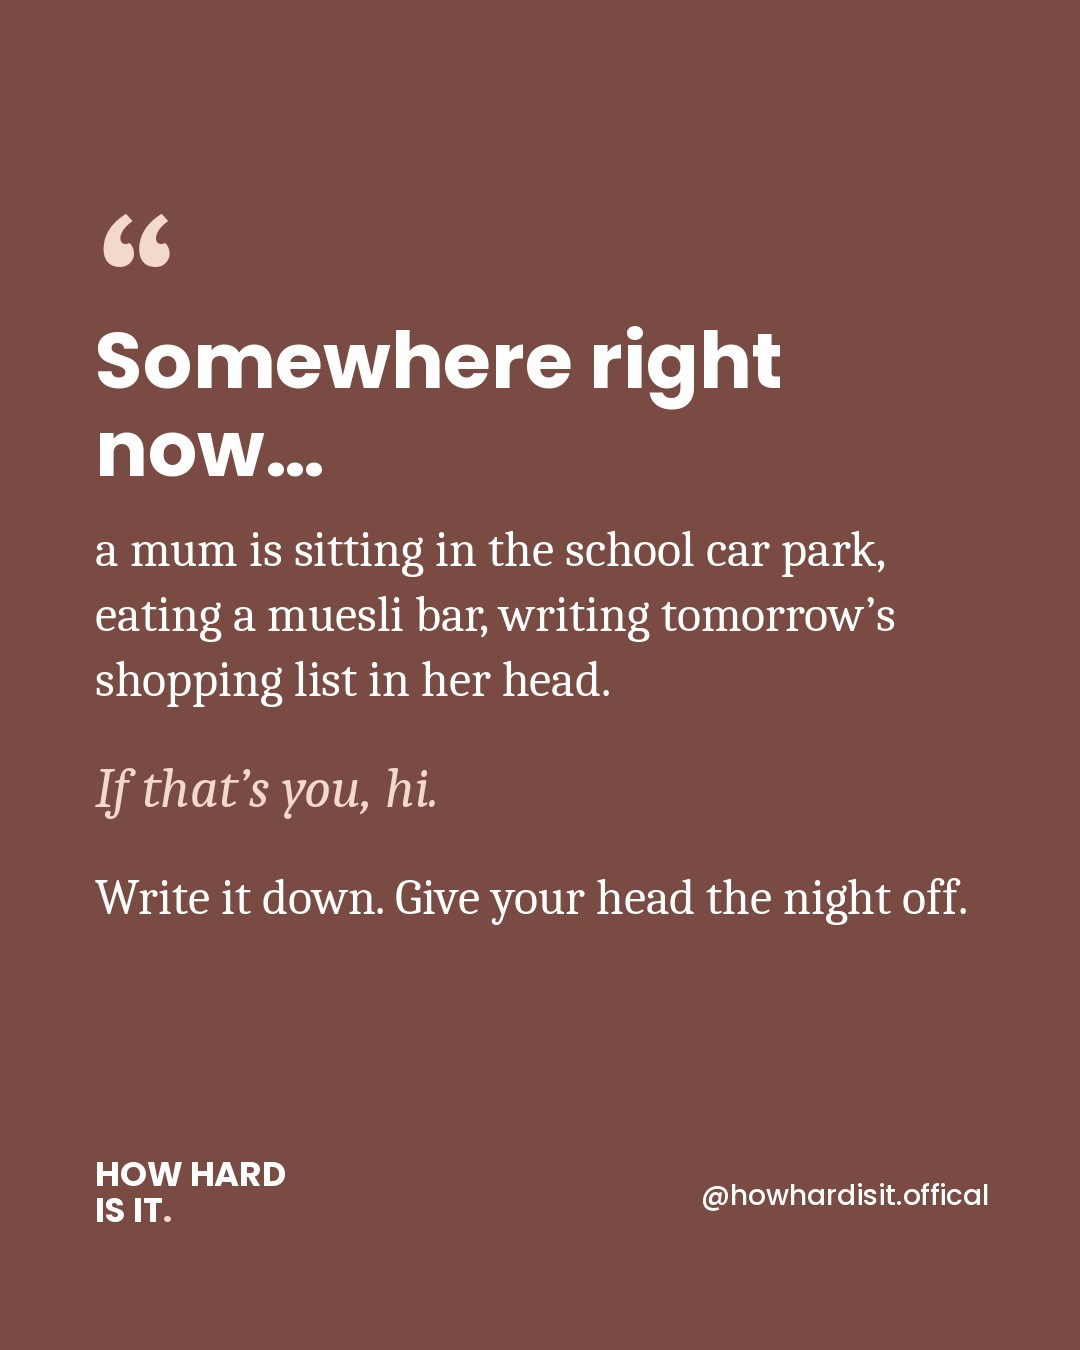 “
Somewhere right
now…
a mum is sitting in the school car park,
eating a muesli bar, writing tomorrow’s
shopping list in her head.
If that’s you, hi.
Write it down. Give your head the night off.
HOW HARD
IS IT.
@howhardisit.offical